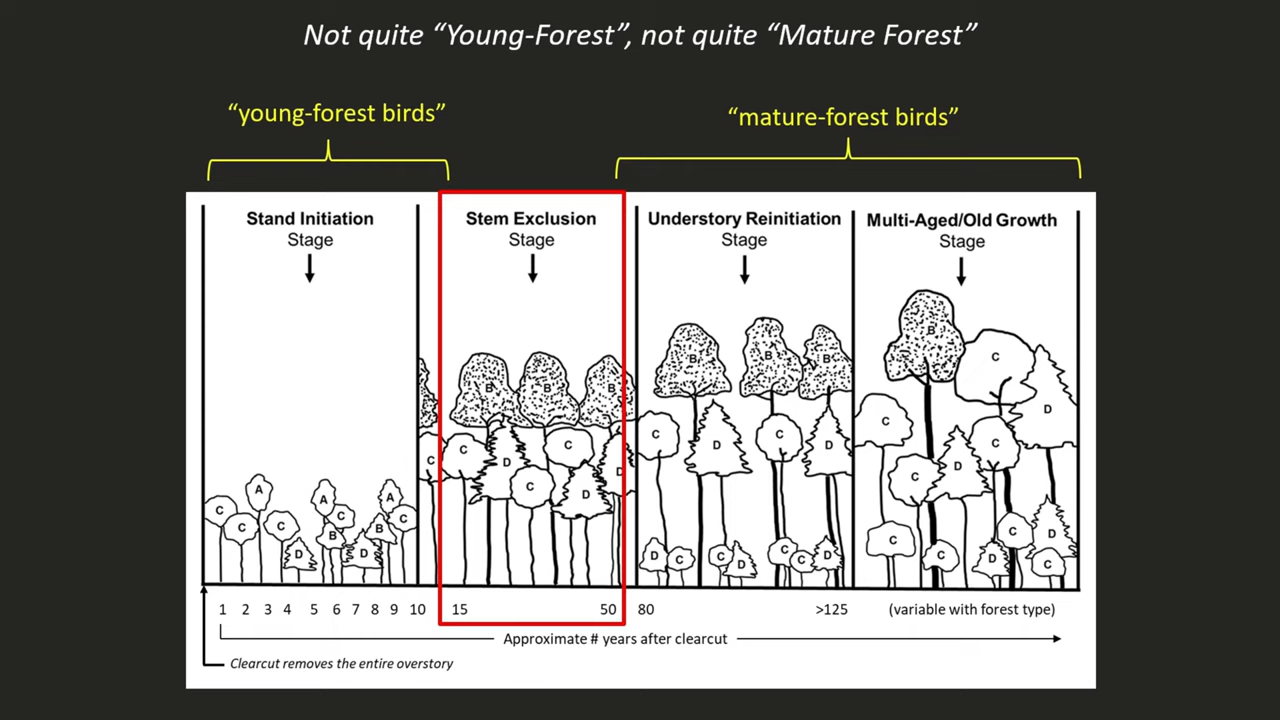 Not quite “Young-Forest”, not quite “Mature Forest”
“young-forest birds”
“mature-forest birds”
Stand Initiation
Stage
Stem Exclusion
Stage
Understory Reinitiation
Stage
Multi-Aged/Old Growth
Stage
C
C
A
C
D
A
B
C
D
B
A
C
C
B
B
B
C
D
C
C
D
D
B
B
B
C
D
C
D
D
C
C
D
C
C
D
B
C
D
C
C
D
C
C
C
D
C
D
C
1 2 3 4 5 6 7 8 9 10 15 50 80 >125 (variable with forest type)
Approximate # years after clearcut
Clearcut removes the entire overstory